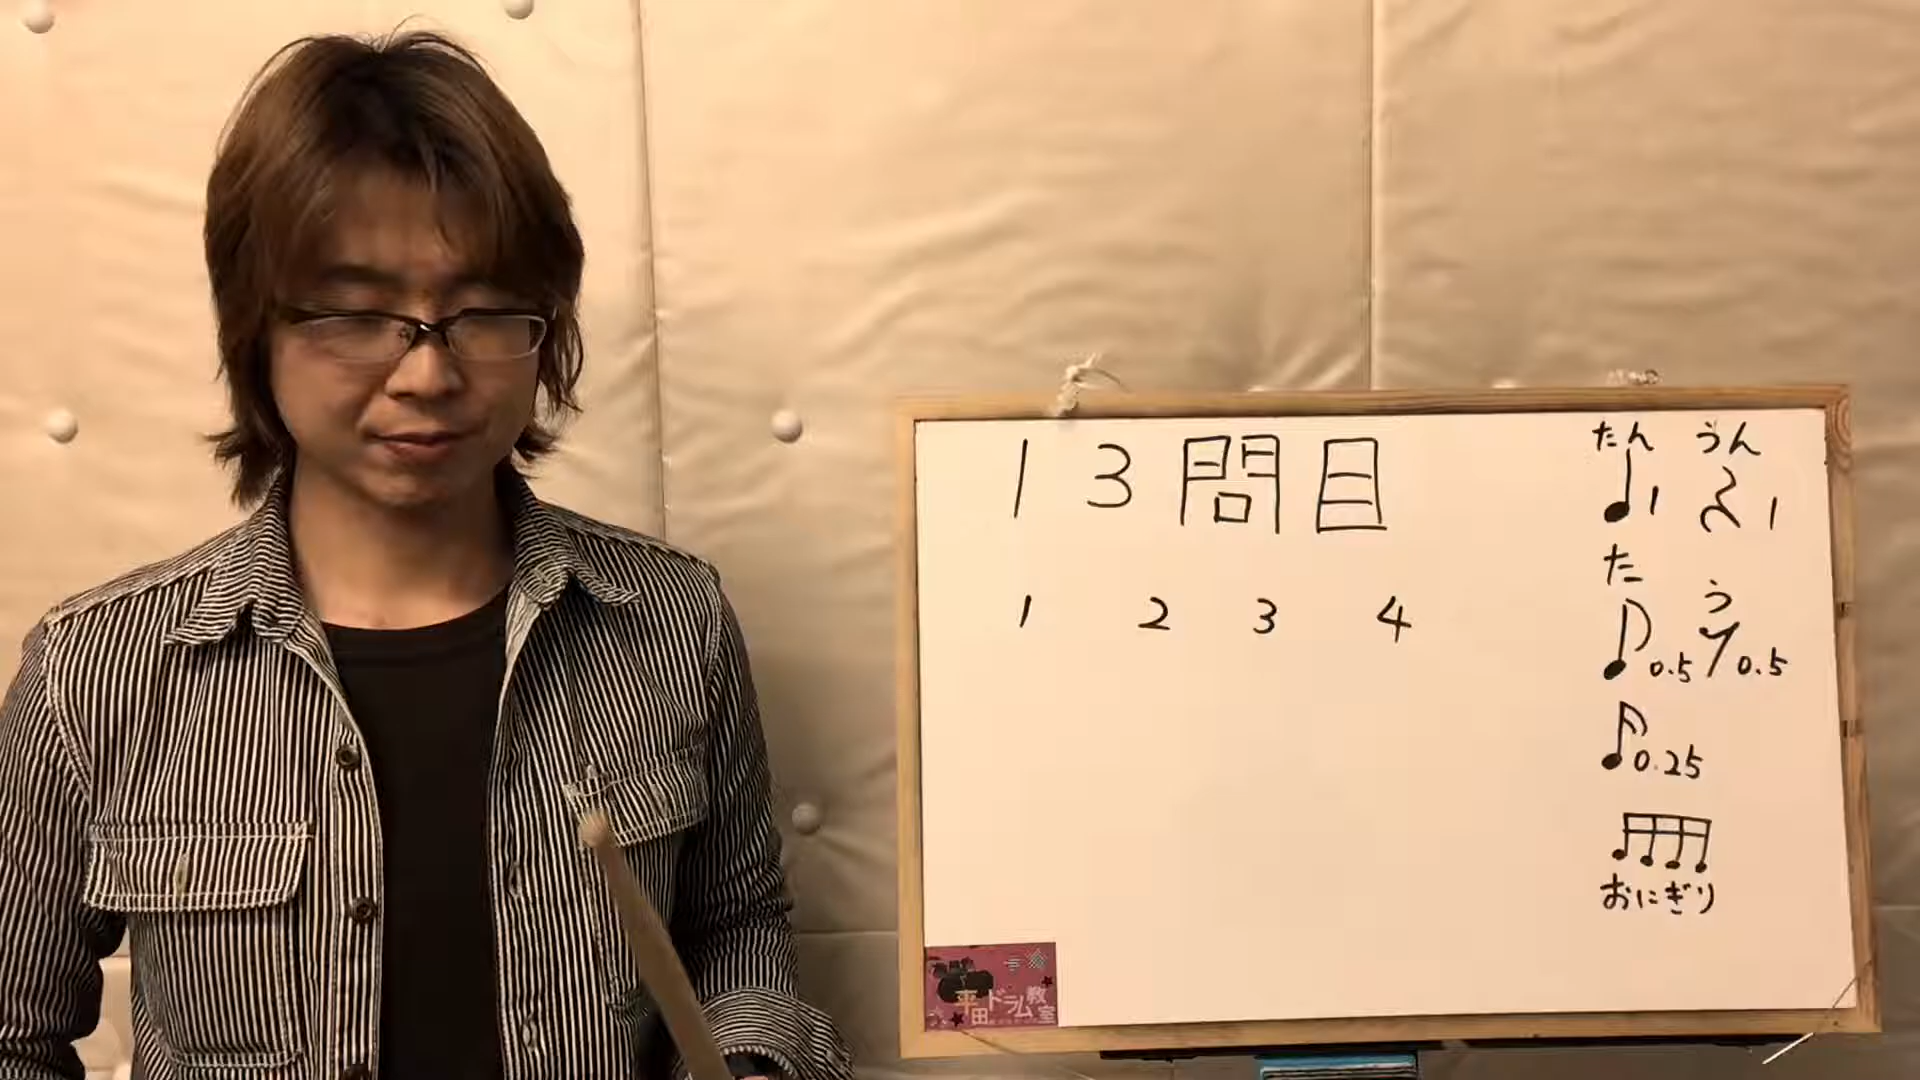 13問目
1 2 3 4
たん うん
1 1
た う
0.5 0.5
0.25
おにぎり
平田ドラム教室